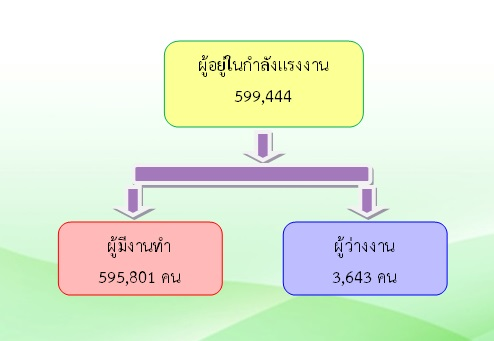 ผู้อยู่ในกำลังแรงงาน
599,444
ผู้มีงานทำ
595,801 คน
ผู้ว่างงาน
3,643 คน